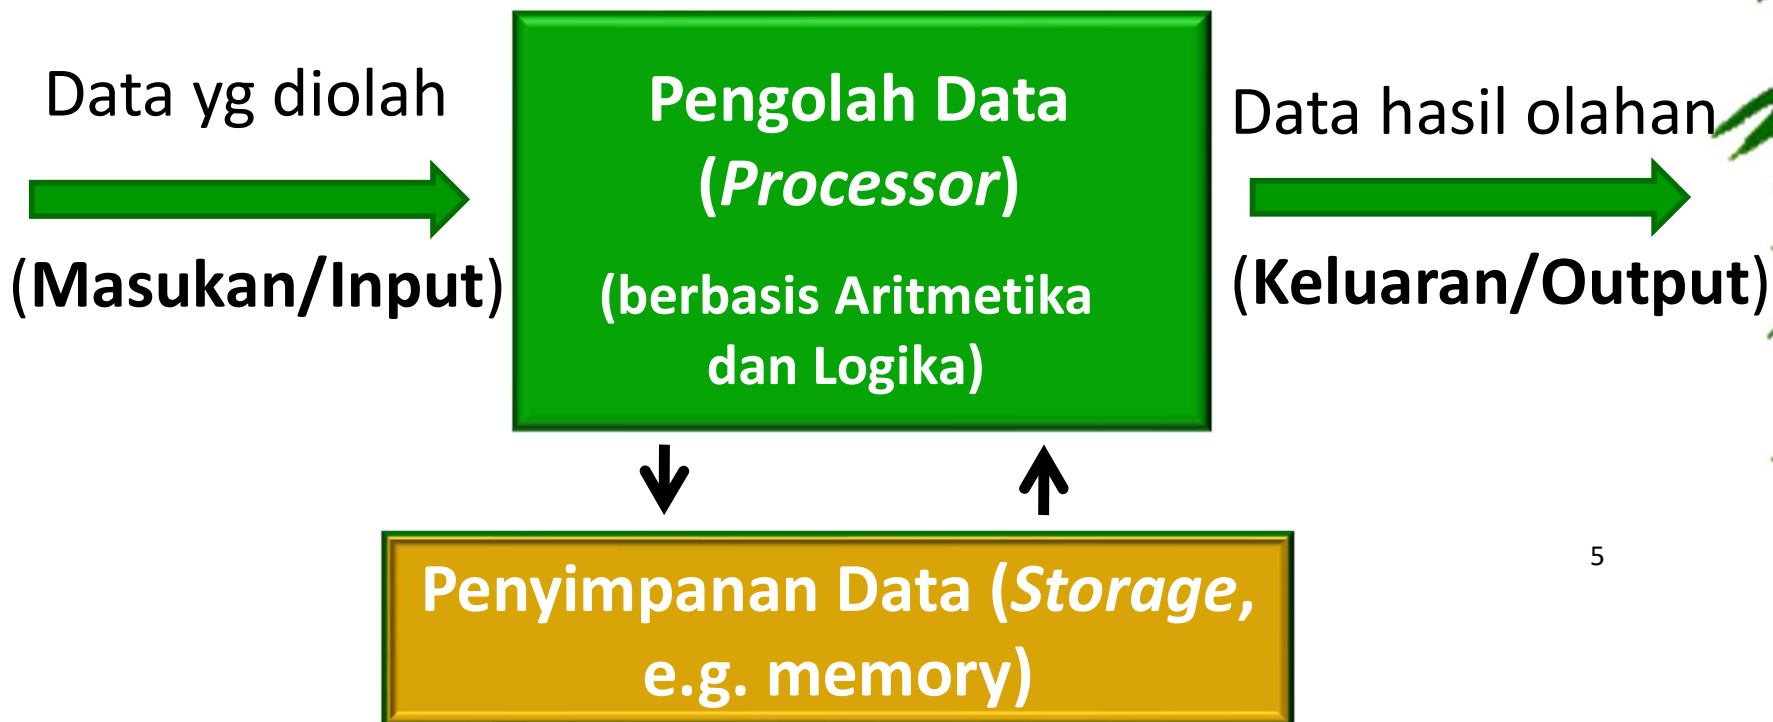 Data yg diolah
(Masukan/Input)
Pengolah Data
(Processor)
(berbasis Aritmetika
dan Logika)
Data hasil olahan
(Keluaran/Output)
Penyimpanan Data (Storage,
e.g. memory)
5